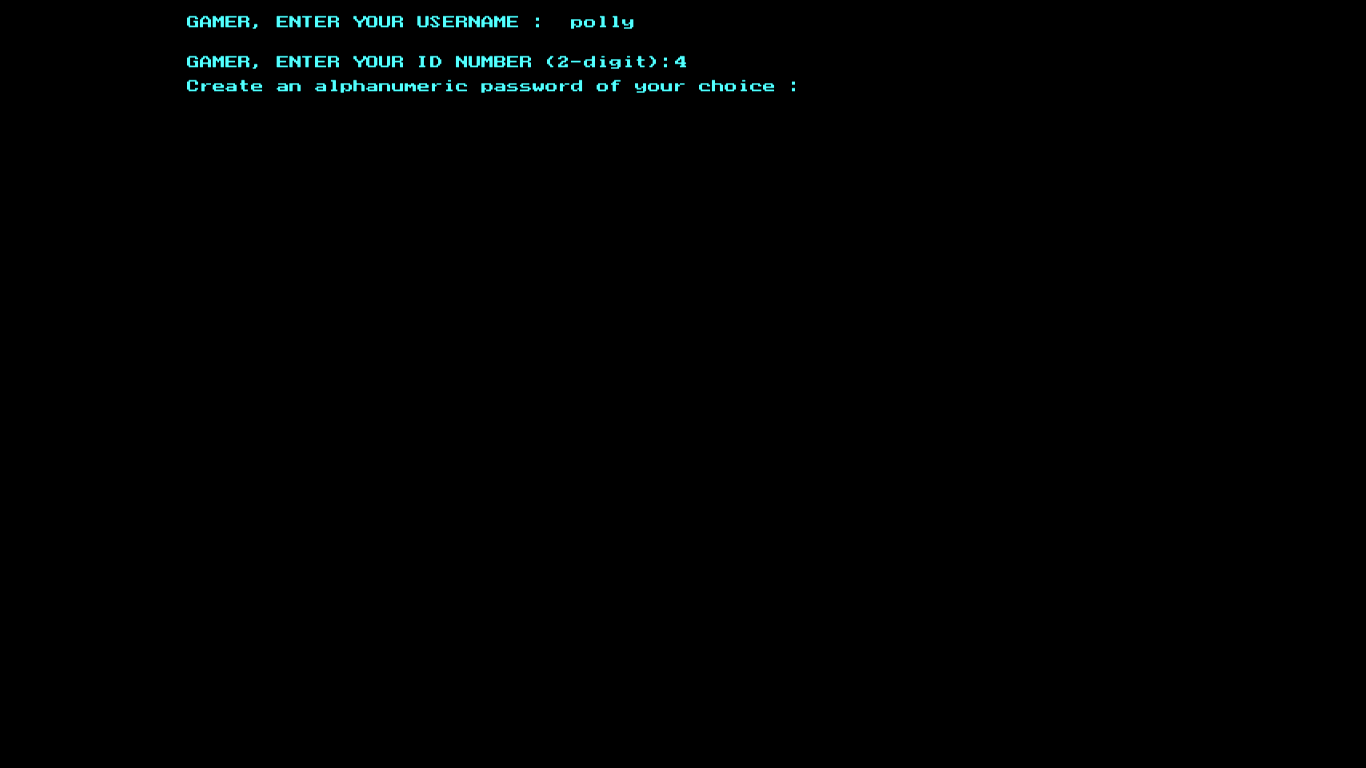 GAMER, ENTER YOUR USERNAME :  polly
GAMER, ENTER YOUR ID NUMBER (2-digit):4
Create an alphanumeric password of your choice :